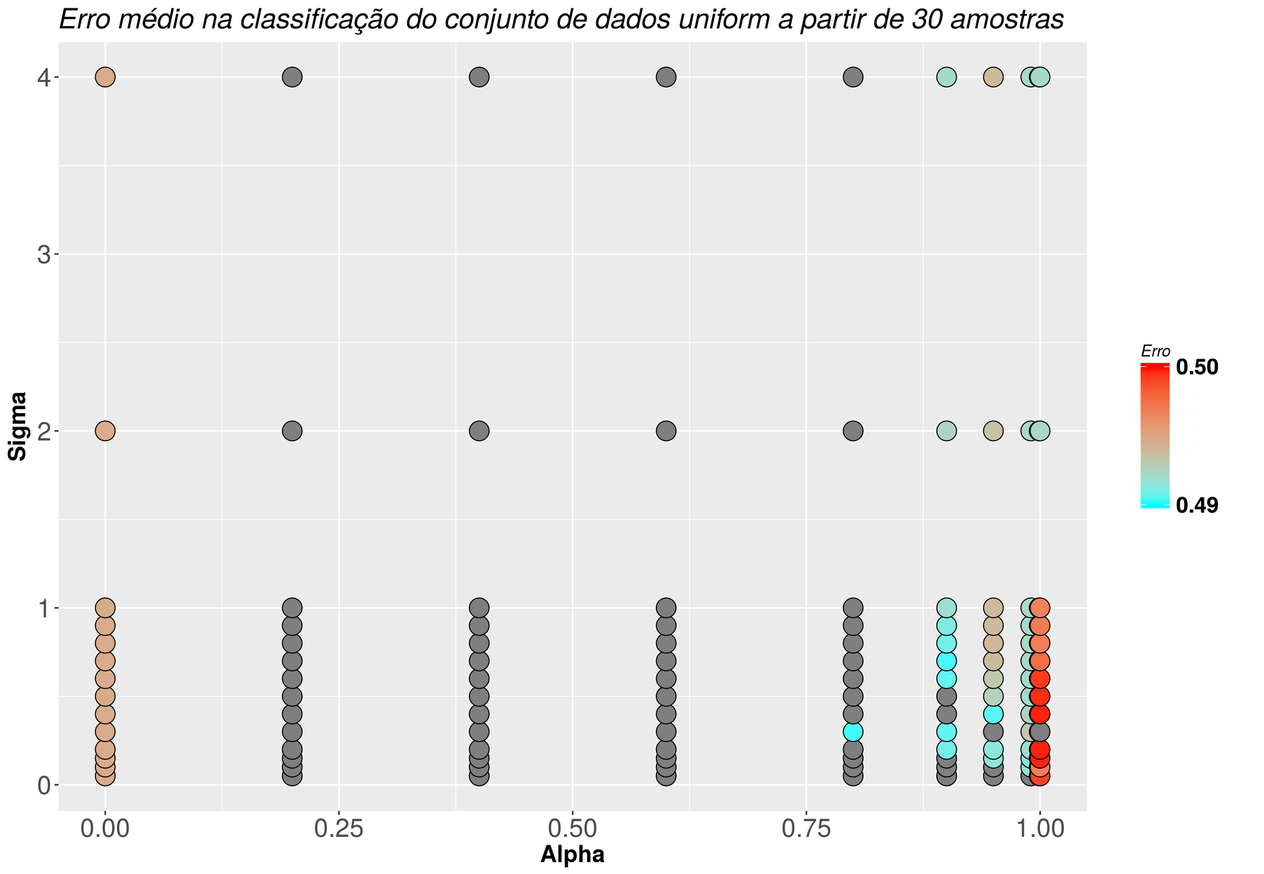 Erro médio na classificação do conjunto de dados uniform a partir de 30 amostras
4
3
2
1
0
Sigma
0.00 0.25 0.50 0.75 1.00
Alpha
Erro
0.50
0.49